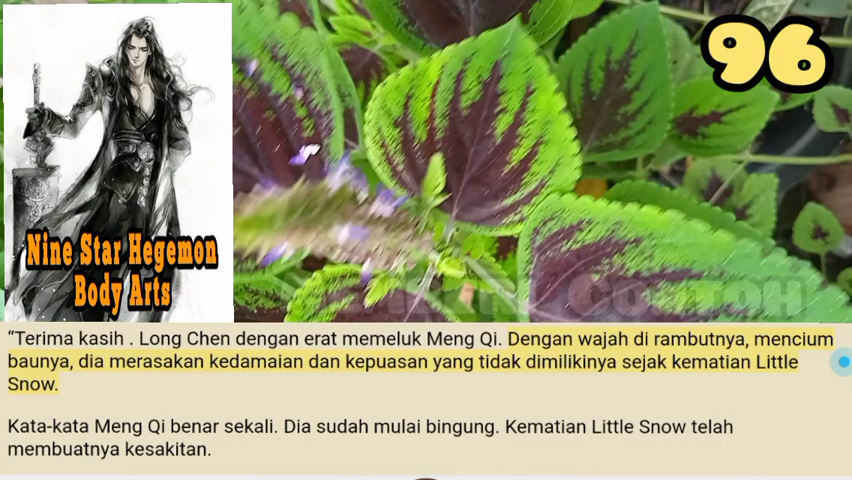 96
Nine Star Hegemon
Body Arts
“Terima kasih . Long Chen dengan erat memeluk Meng Qi. Dengan wajah di rambutnya, mencium
baunya, dia merasakan kedamaian dan kepuasan yang tidak dimilikinya sejak kematian Little
Snow.
Kata-kata Meng Qi benar sekali. Dia sudah mulai bingung. Kematian Little Snow telah
membuatnya kesakitan.